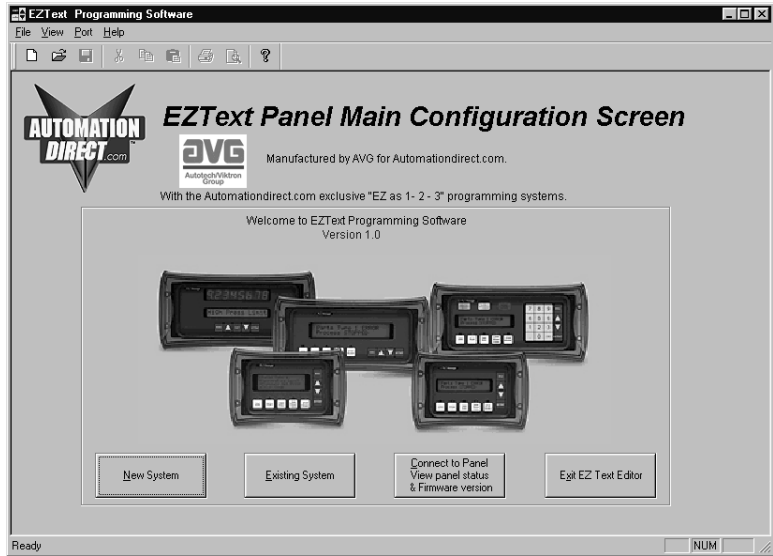 EZText Programming Software
File View Port Help
AUTOMATION
DIRECT.com
EZText Panel Main Configuration Screen
AVG
Autotech/Viktron
Group
Manufactured by AVG for Automationdirect.com.
With the Automationdirect.com exclusive "EZ as 1- 2 - 3" programming systems.
Welcome to EZText Programming Software
Version 1.0
High Press Limit
New System
Existing System
Connect to Panel
View panel status
& Firmware version
Exit EZ Text Editor
Ready
NUM